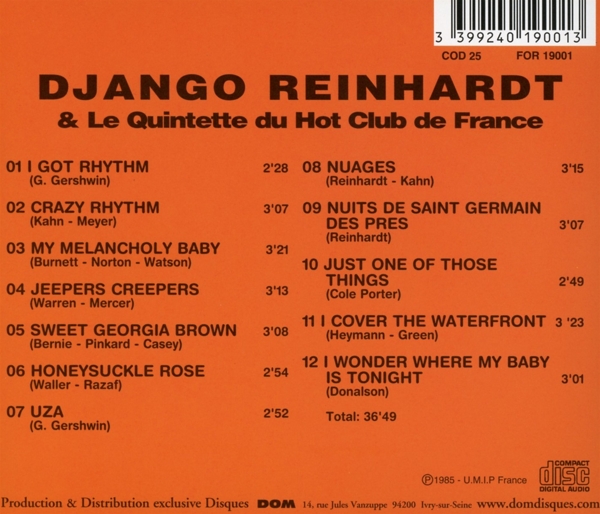 3 399240 190013
COD 25 FOR 19001
DJANGO REINHARDT
& Le Quintette du Hot Club de France
01 I GOT RHYTHM 2'28
(G. Gershwin)
02 CRAZY RHYTHM 3'07
(Kahn - Meyer)
03 MY MELANCHOLY BABY 3'21
(Burnett - Norton - Watson)
04 JEEPERS CREEPERS 3'13
(Warren - Mercer)
05 SWEET GEORGIA BROWN 3'08
(Bernie - Pinkard - Casey)
06 HONEYSUCKLE ROSE 2'54
(Waller - Razaf)
07 UZA 2'52
(G. Gershwin)
08 NUAGES 3'15
(Reinhardt - Kahn)
09 NUITS DE SAINT GERMAIN
DES PRES 3'07
(Reinhardt)
10 JUST ONE OF THOSE
THINGS 2'49
(Cole Porter)
11 I COVER THE WATERFRONT 3 '23
(Heymann - Green)
12 I WONDER WHERE MY BABY
IS TONIGHT 3'01
(Donalson)
Total: 36'49
℗1985 - U.M.I.P France
COMPACT
disc
DIGITAL AUDIO
Production & Distribution exclusive Disques DOM 14, rue Jules Vanzuppe 94200 Ivry-sur-Seine www.domdisques.com